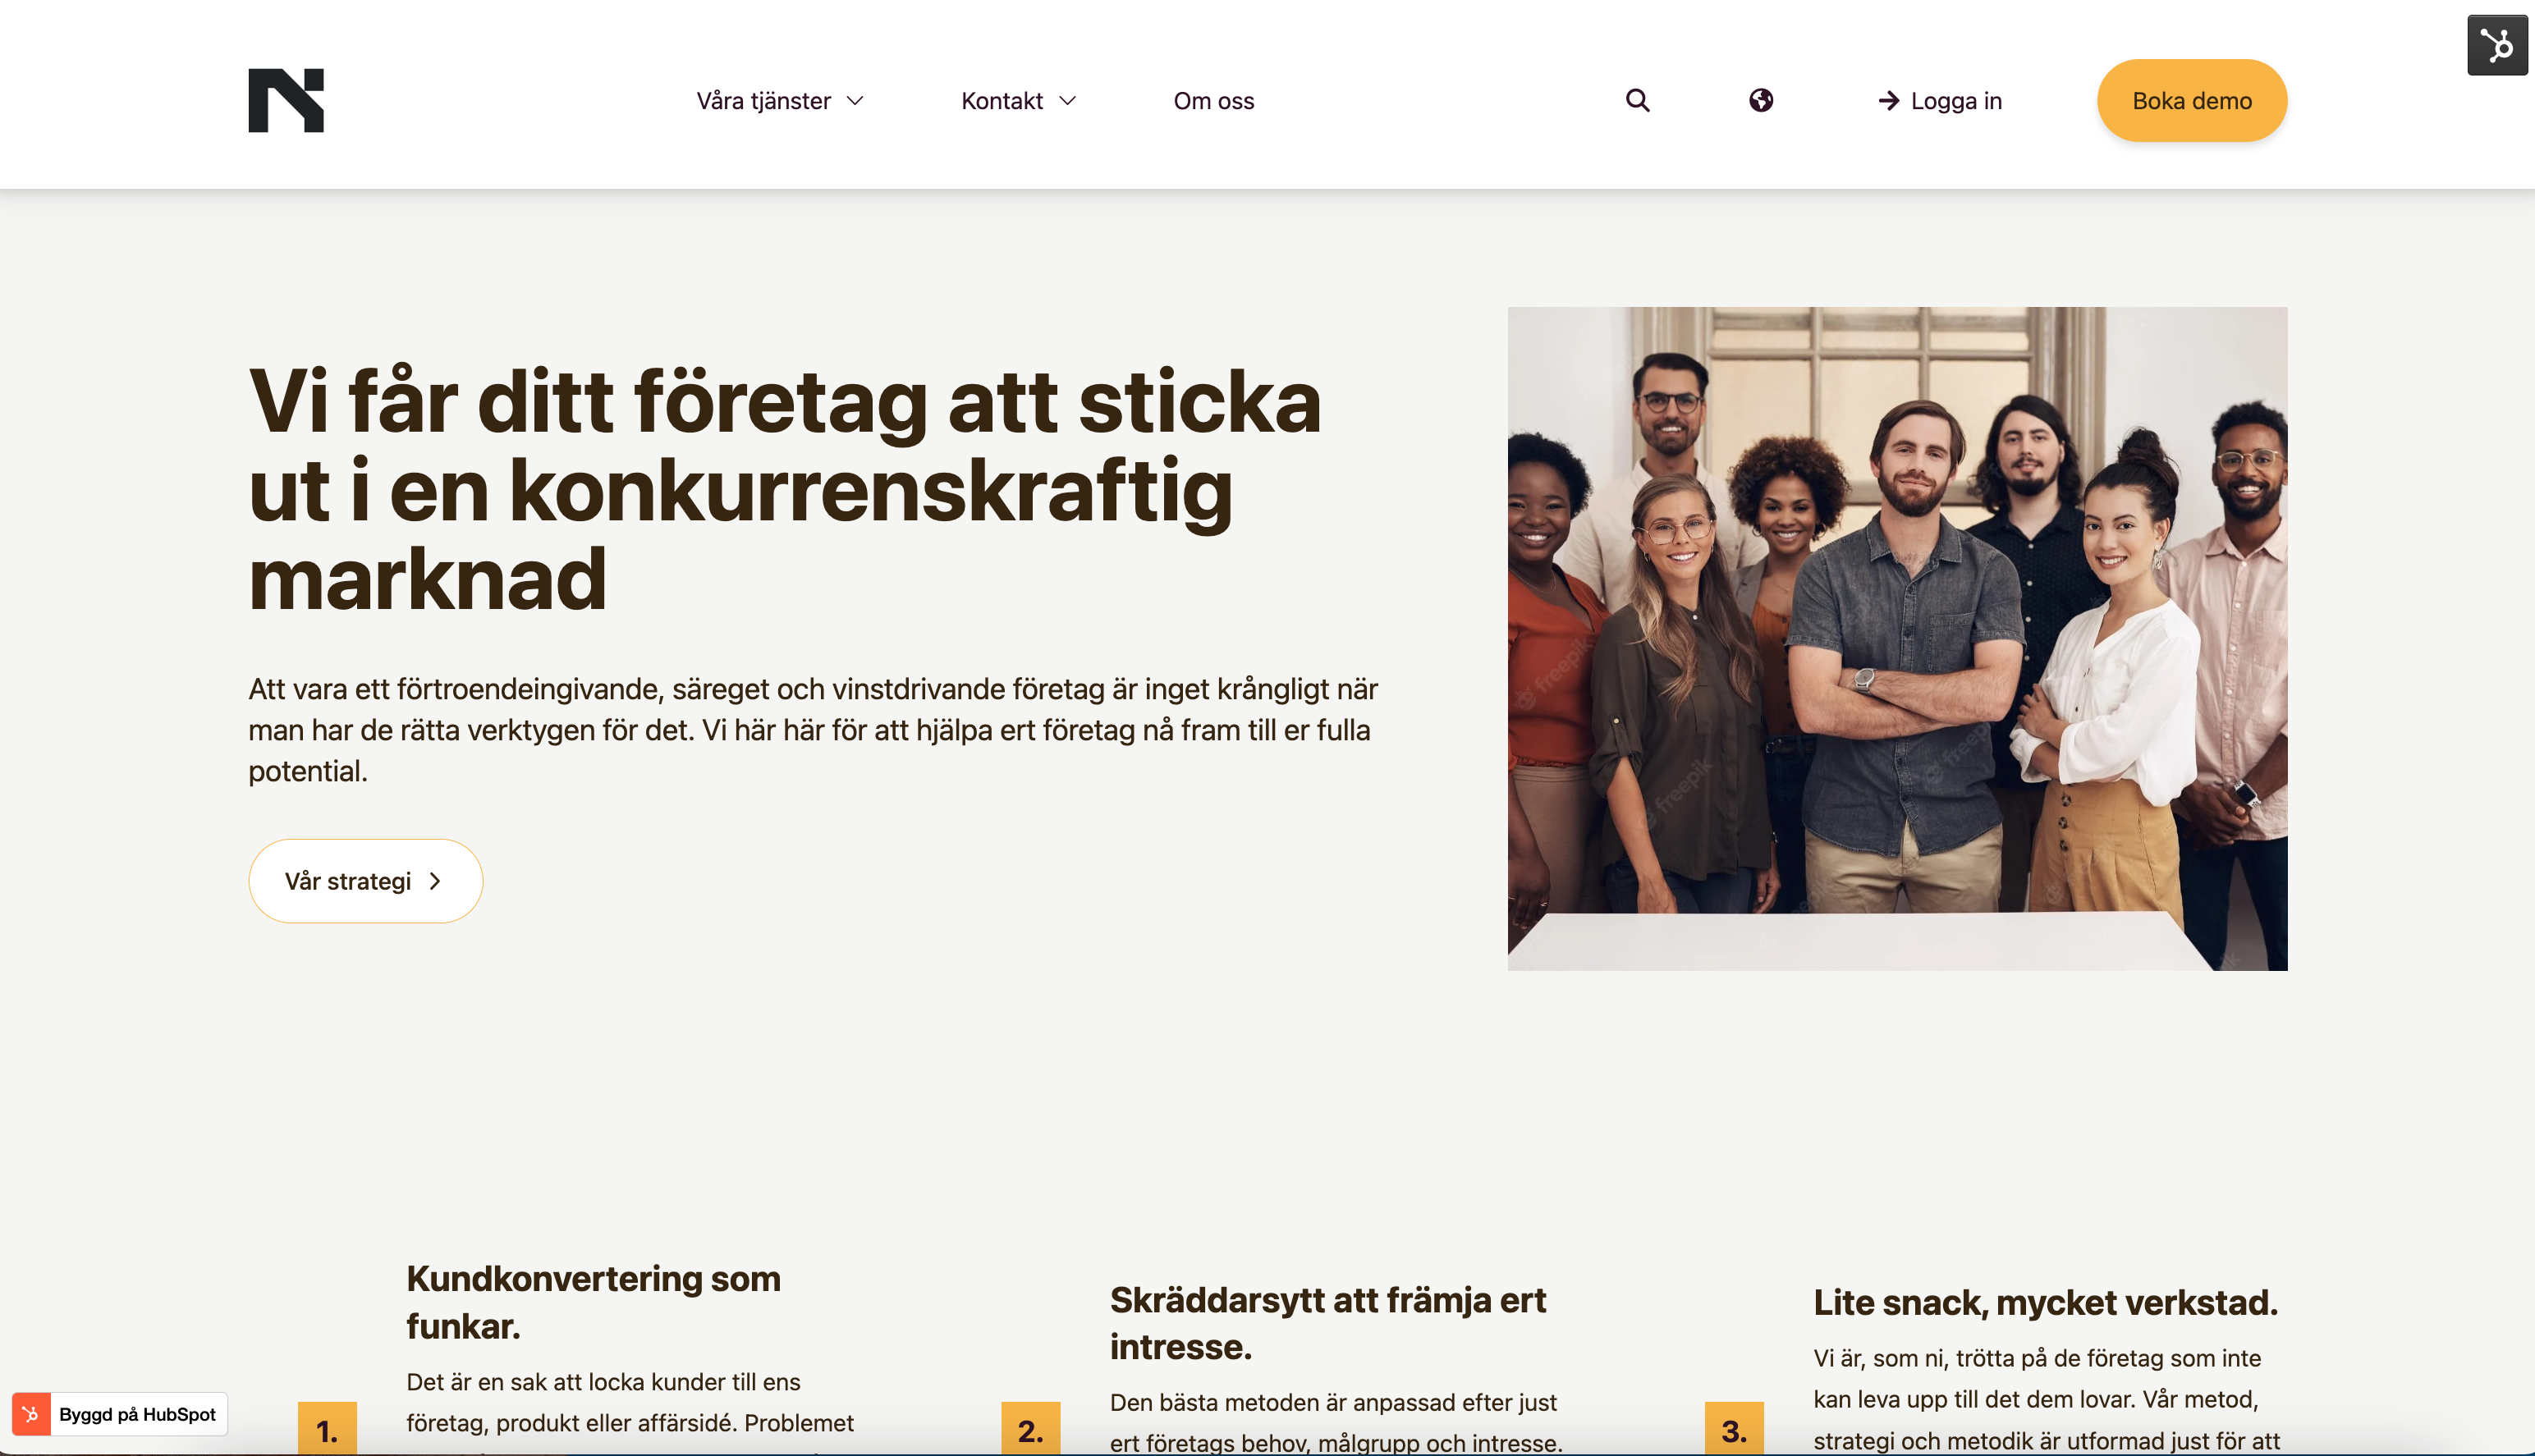 Våra tjänster
Kontakt
Om oss
Logga in
Boka demo
Vi får ditt företag att sticka
ut i en konkurrenskraftig
marknad
Att vara ett förtroendeingivande, säreget och vinstdrivande företag är inget krångligt när
man har de rätta verktygen för det. Vi här här för att hjälpa ert företag nå fram till er fulla
potential.
Vår strategi
freepik
freepik
freepik
1.
Kundkonvertering som
funkar.
Det är en sak att locka kunder till ens
företag, produkt eller affärsidé. Problemet
2.
Skräddarsytt att främja ert
intresse.
Den bästa metoden är anpassad efter just
ert företags behov, målgrupp och intresse.
3.
Lite snack, mycket verkstad.
Vi är, som ni, trötta på de företag som inte
kan leva upp till det dem lovar. Vår metod,
strategi och metodik är utformad just för att
Byggd på HubSpot